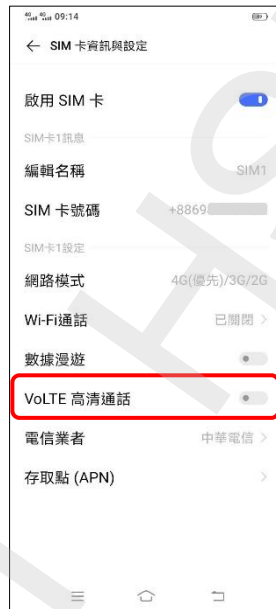 4G 4G 09:14
← SIM 卡資訊與設定
啟用 SIM 卡
SIM卡1訊息
編輯名稱 SIM1
SIM 卡號碼 +8869
SIM卡1設定
網路模式 4G(優先)/3G/2G
Wi-Fi通話 已關閉 >
數據漫遊
VoLTE 高清通話
電信業者 中華電信 >
存取點 (APN) >